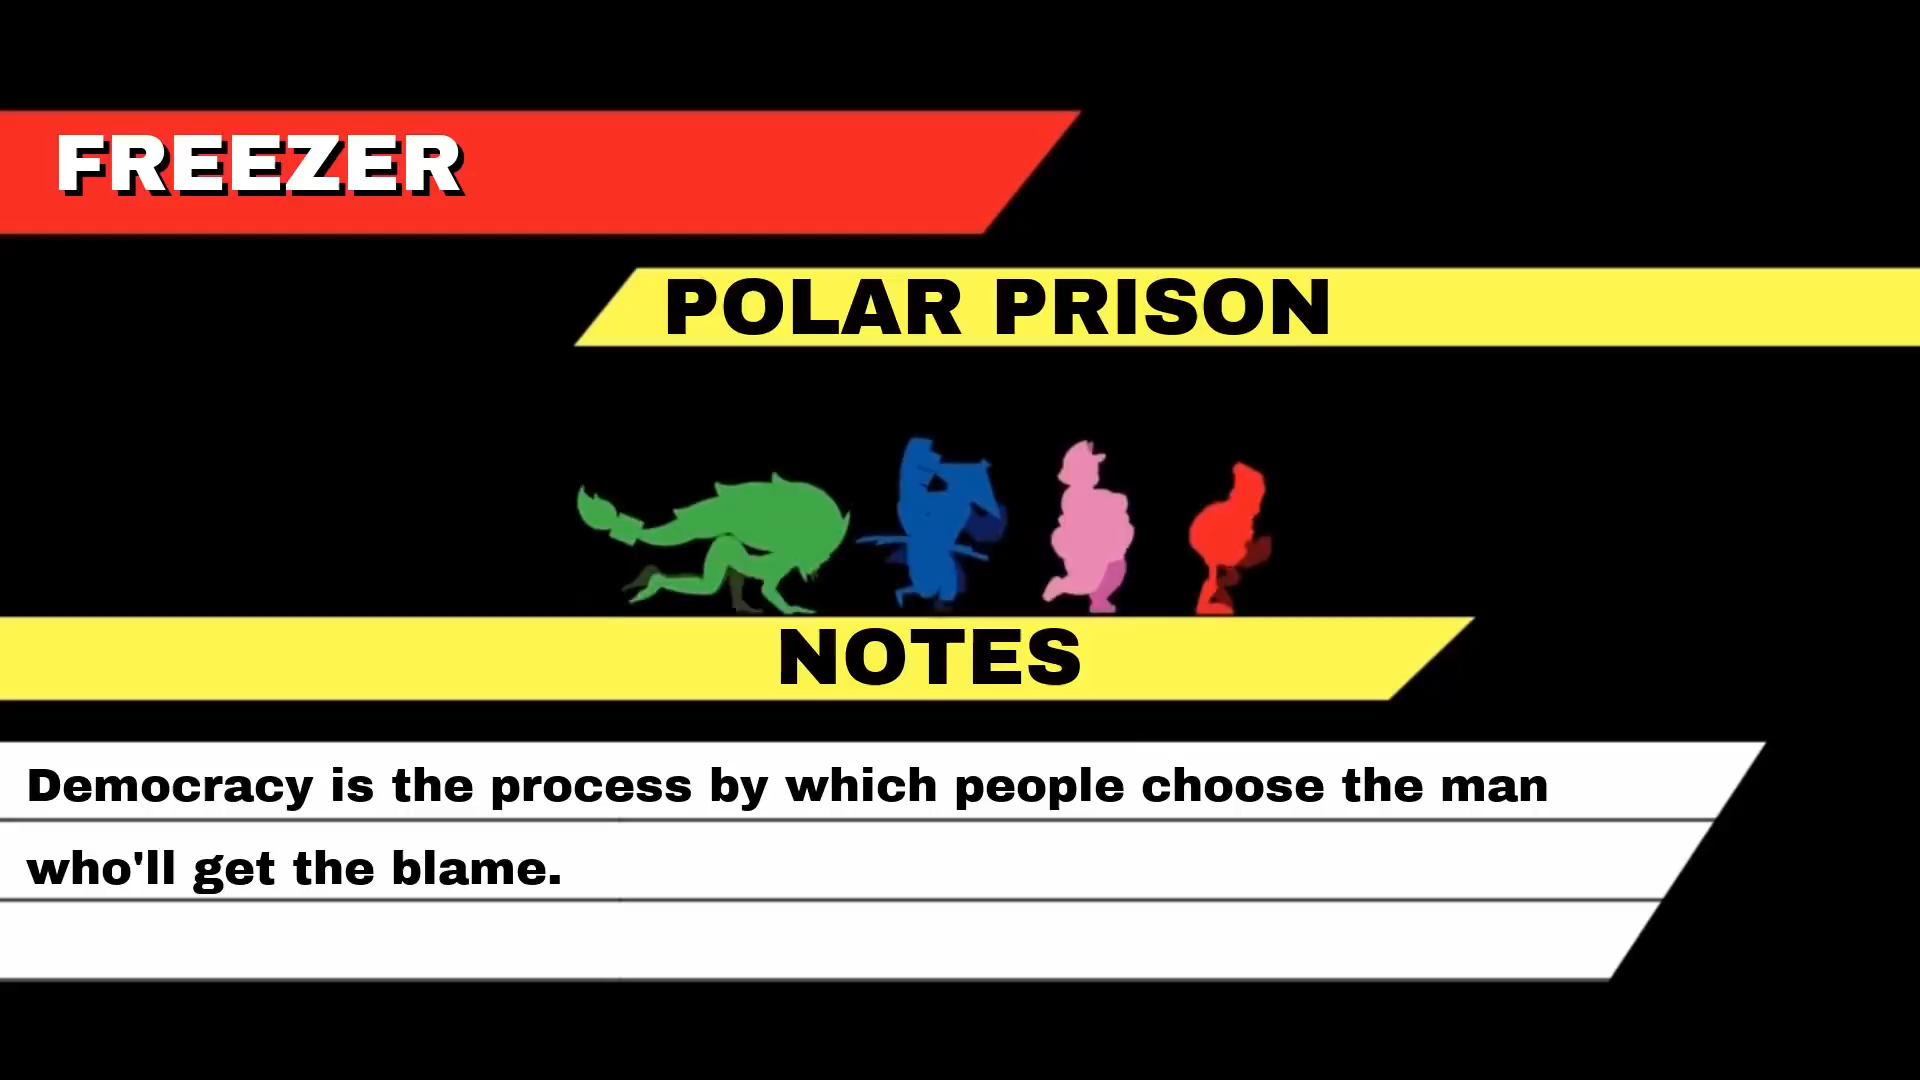 FREEZER
POLAR PRISON
NOTES
Democracy is the process by which people choose the man
who'll get the blame.